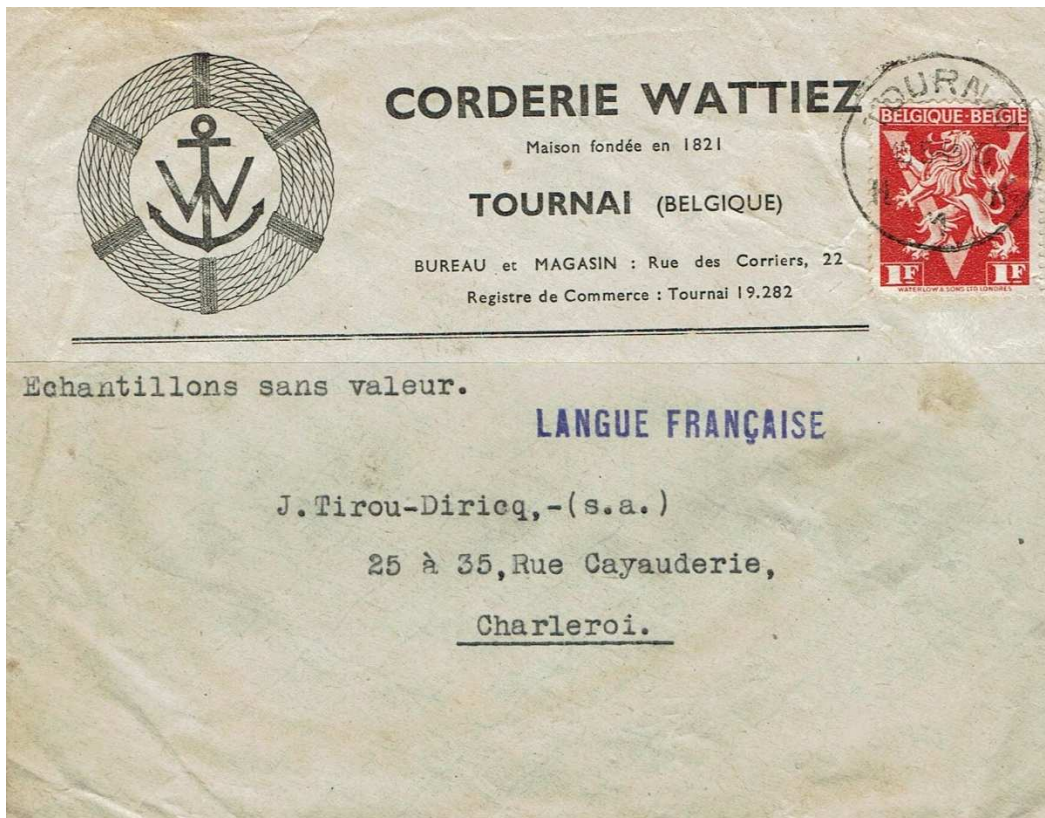 CORDERIE WATTIEZ
Maison fondée en 1821
TOURNAI (BELGIQUE)
BUREAU et MAGASIN : Rue des Corriers, 22
Registre de Commerce : Tournai 19.282
W
TOURNAI
BELGIQUE-BELGIE
1F 1F
WATERLOW & SONS LTD LONDRES
Echantillons sans valeur.
LANGUE FRANÇAISE
J.Tirou-Diricq,-(s.a.)
25 à 35,Rue Cayauderie,
Charleroi.